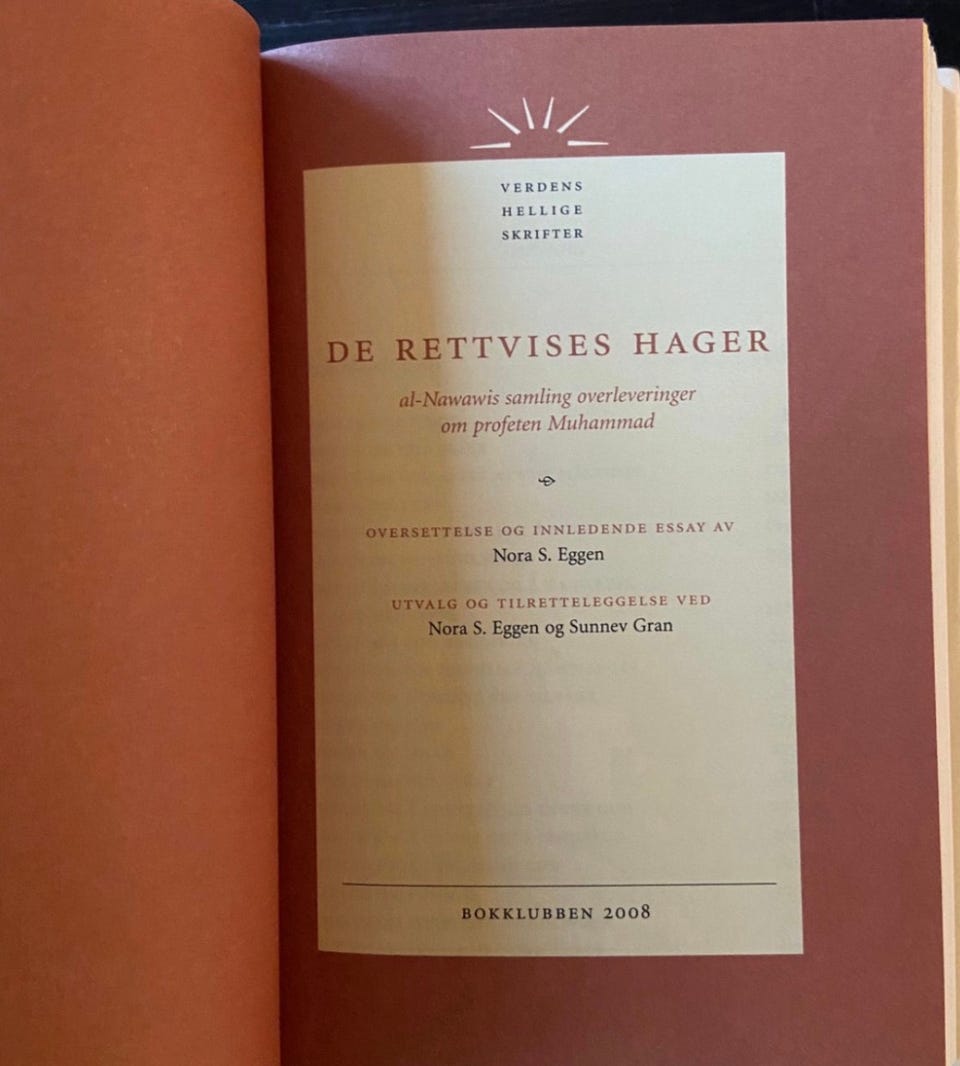 VERDENS
HELLIGE
SKRIFTER
DE RETTVISES HAGER
al-Nawawis samling overleveringer
om profeten Muhammad
OVERSETTELSE OG INNLEDENDE ESSAY AV
Nora S. Eggen
UTVALG OG TILRETTELEGGELSE VED
Nora S. Eggen og Sunnev Gran
BOKKLUBBEN 2008